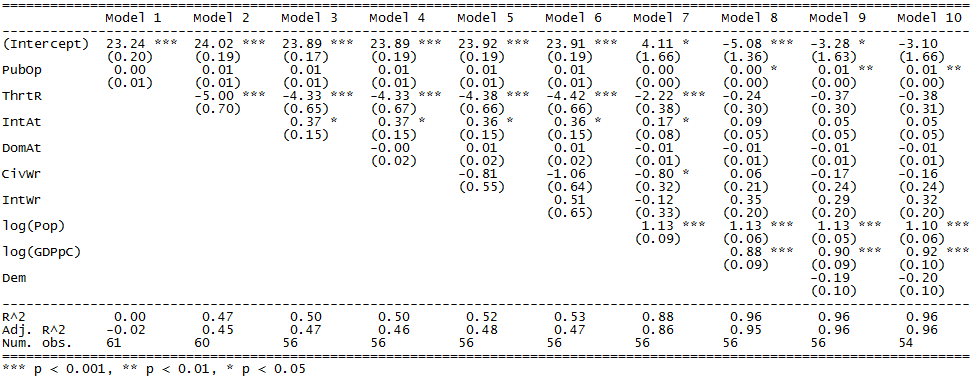 ==================================================================================================================================
Model 1 Model 2 Model 3 Model 4 Model 5 Model 6 Model 7 Model 8 Model 9 Model 10
----------------------------------------------------------------------------------------------------------------------------------
(Intercept) 23.24 *** 24.02 *** 23.89 *** 23.89 *** 23.92 *** 23.91 *** 4.11 * -5.08 *** -3.28 * -3.10
(0.20) (0.19) (0.17) (0.19) (0.19) (0.19) (1.66) (1.36) (1.63) (1.66)
PubOp 0.00 0.01 0.01 0.01 0.01 0.01 0.00 0.00 * 0.01 ** 0.01 **
(0.01) (0.01) (0.01) (0.01) (0.01) (0.01) (0.00) (0.00) (0.00) (0.00)
ThrtR -5.00 *** -4.33 *** -4.33 *** -4.38 *** -4.42 *** -2.22 *** -0.24 -0.37 -0.38
(0.70) (0.65) (0.67) (0.66) (0.66) (0.38) (0.30) (0.30) (0.31)
IntAt 0.37 * 0.37 * 0.36 * 0.36 * 0.17 * 0.09 0.05 0.05
(0.15) (0.15) (0.15) (0.15) (0.08) (0.05) (0.05) (0.05)
DomAt -0.00 0.01 0.01 -0.01 -0.01 -0.01 -0.01
(0.02) (0.02) (0.02) (0.01) (0.01) (0.01) (0.01)
CivWr -0.81 -1.06 -0.80 * 0.06 -0.17 -0.16
(0.55) (0.64) (0.32) (0.21) (0.24) (0.24)
IntWr 0.51 -0.12 0.35 0.29 0.32
(0.65) (0.33) (0.20) (0.20) (0.20)
log(Pop) 1.13 *** 1.13 *** 1.13 *** 1.10 ***
(0.09) (0.06) (0.05) (0.06)
log(GDPpC) 0.88 *** 0.90 *** 0.92 ***
(0.09) (0.09) (0.10)
Dem -0.19 -0.20
(0.10) (0.10)
----------------------------------------------------------------------------------------------------------------------------------
R^2 0.00 0.47 0.50 0.50 0.52 0.53 0.88 0.96 0.96 0.96
Adj. R^2 -0.02 0.45 0.47 0.46 0.48 0.47 0.86 0.95 0.96 0.96
Num. obs. 61 60 56 56 56 56 56 56 56 54
==================================================================================================================================
*** p < 0.001, ** p < 0.01, * p < 0.05